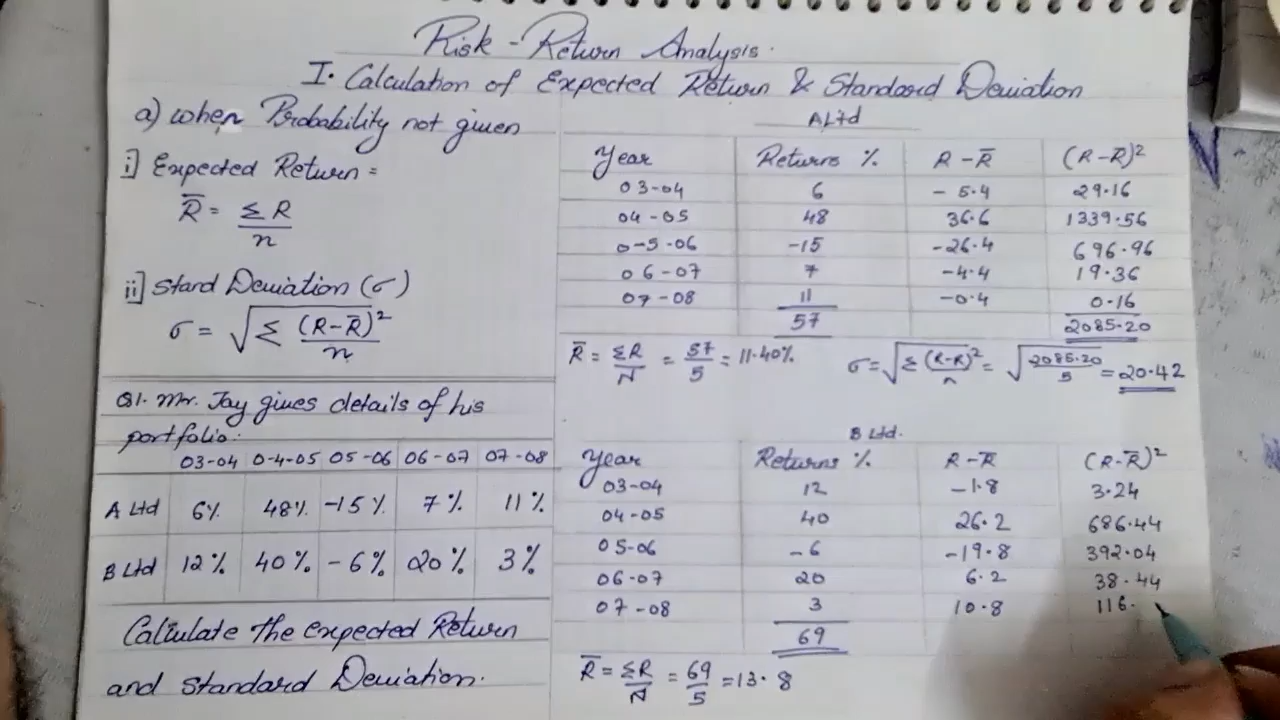 Risk - Return Analysis.
I. Calculation of Expected Return & Standard Deviation
a) when Probability not given
i] Expected Return =
R̅ = ΣR / n
ii] Stard Deviation (σ)
σ = √Σ (R-R̅)² / n
Q1. Mr. Jay gives details of his
portfolio:
03-04 0-4-05 05-06 06-07 07-08
A Ltd 6% 48% -15% 7% 11%
B Ltd 12% 40% -6% 20% 3%
Calculate the expected Return
and standard Deviation.
A Ltd
Year Returns % R-R̅ (R-R̅)²
03-04 6 -5.4 29.16
04-05 48 36.6 1339.56
0-5-06 -15 -26.4 696.96
06-07 7 -4.4 19.36
07-08 11 -0.4 0.16
57 2085.20
R̅ = ΣR / N = 57 / 5 = 11.40% σ = √Σ (R-R)² / n = √2085.20 / 5 = 20.42
B Ltd.
Year Returns % R-R̅ (R-R̅)²
03-04 12 -1.8 3.24
04-05 40 26.2 686.44
05-06 -6 -19.8 392.04
06-07 20 6.2 38.44
07-08 3 10.8 116.
69
R̅ = ΣR / N = 69 / 5 = 13.8